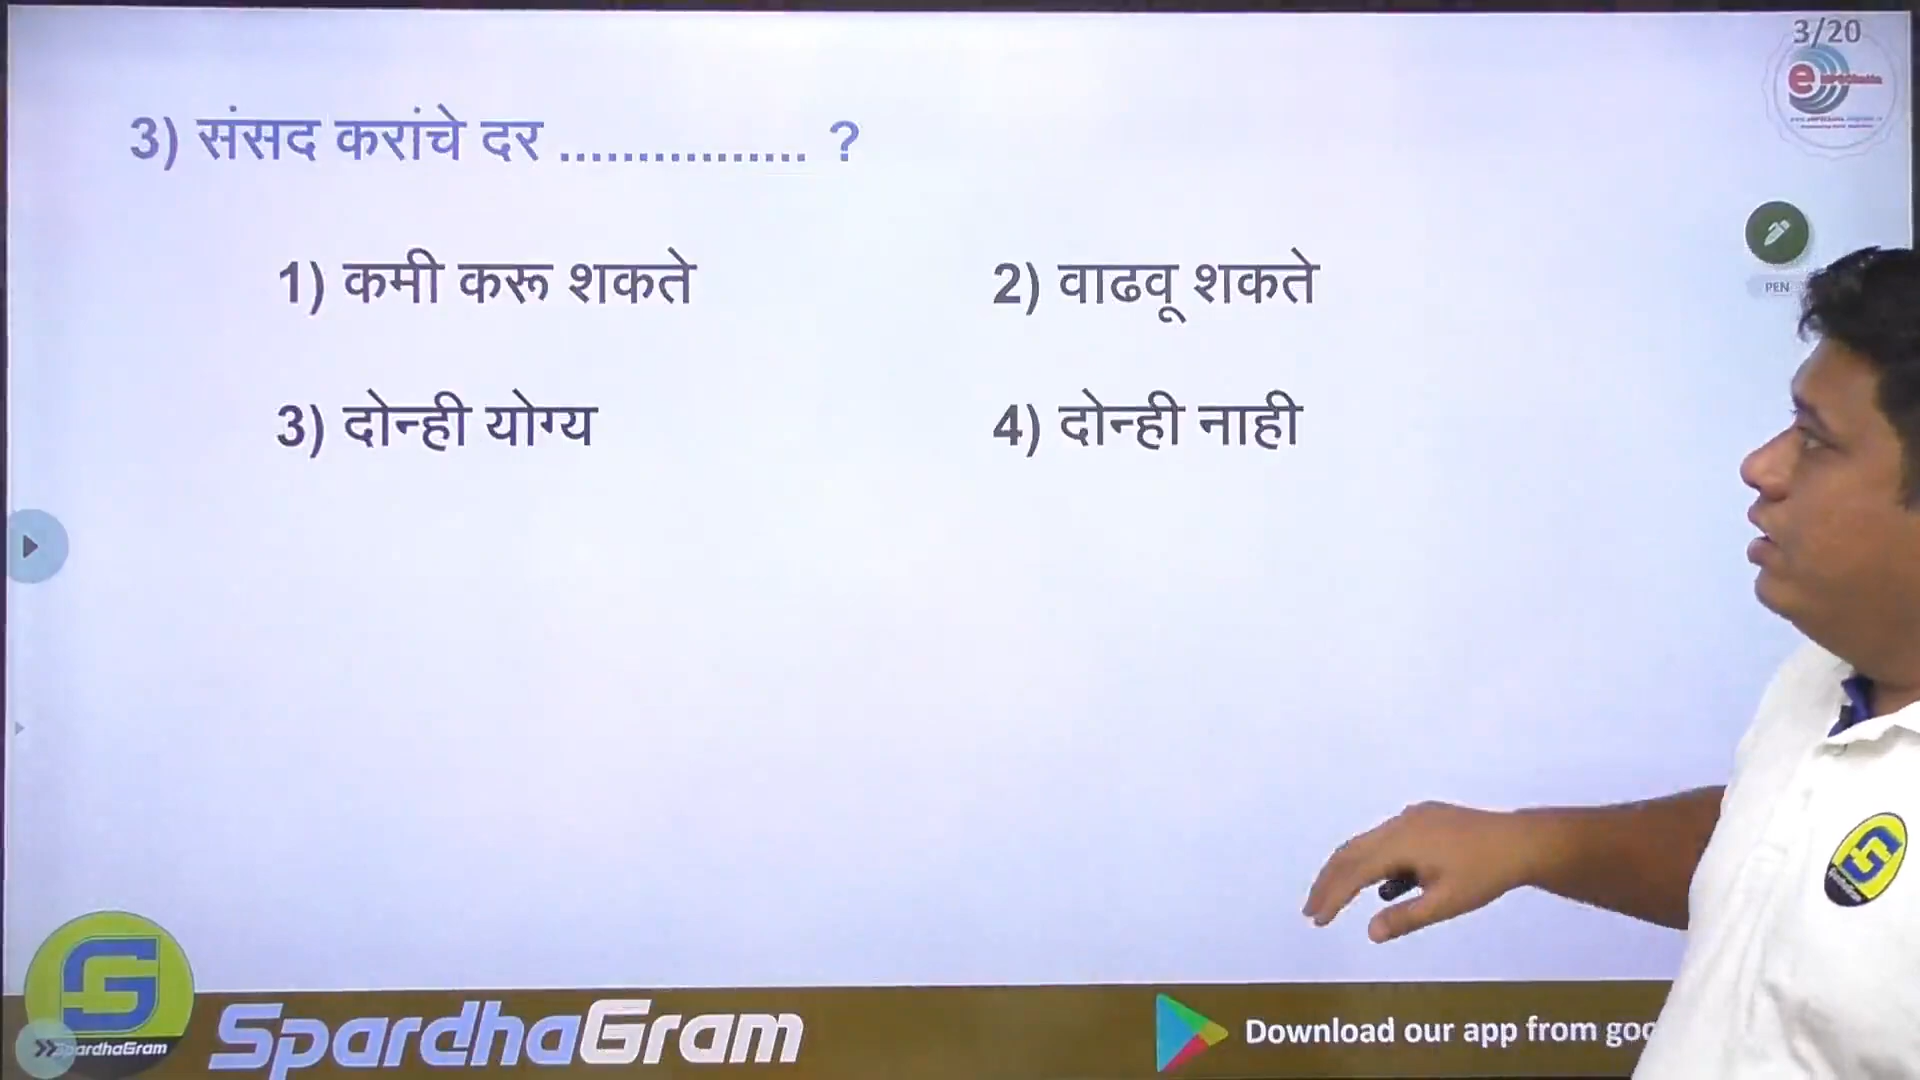 3/20
3) संसद करांचे दर ................ ?
1) कमी करू शकते
2) वाढवू शकते
3) दोन्ही योग्य
4) दोन्ही नाही
PEN
SpardhaGram
SpardhaGram
Download our app from goo